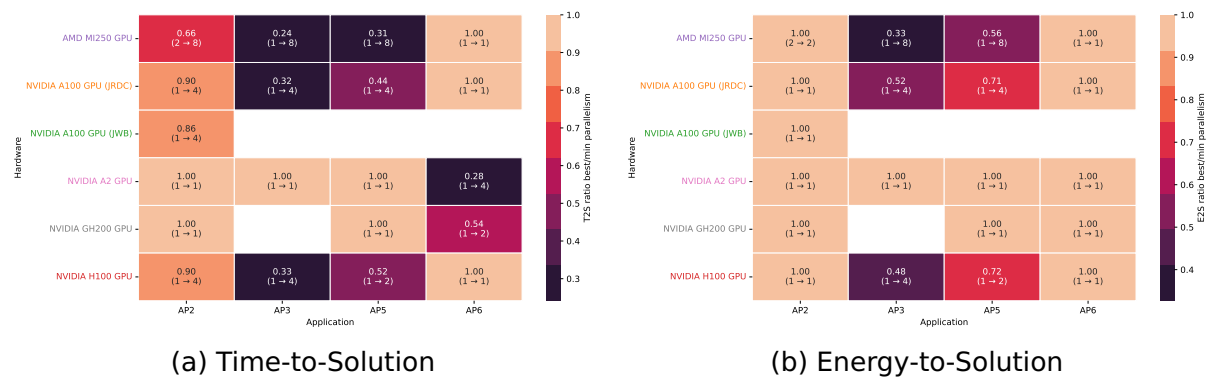 Hardware
AMD MI250 GPU
NVIDIA A100 GPU (JRDC)
NVIDIA A100 GPU (JWB)
NVIDIA A2 GPU
NVIDIA GH200 GPU
NVIDIA H100 GPU
0.66 0.24 0.31 1.00
(2 → 8) (1 → 8) (1 → 8) (1 → 1)
0.90 0.32 0.44 1.00
(1 → 4) (1 → 4) (1 → 4) (1 → 1)
0.86
(1 → 4)
1.00 1.00 1.00 0.28
(1 → 1) (1 → 1) (1 → 1) (1 → 4)
1.00 1.00 0.54
(1 → 1) (1 → 1) (1 → 2)
0.90 0.33 0.52 1.00
(1 → 4) (1 → 4) (1 → 2) (1 → 1)
AP2 AP3 AP5 AP6
Application
1.0
0.9
0.8
0.7
0.6
0.5
0.4
0.3
T2S ratio best/min parallelism
(a) Time-to-Solution
Hardware
AMD MI250 GPU
NVIDIA A100 GPU (JRDC)
NVIDIA A100 GPU (JWB)
NVIDIA A2 GPU
NVIDIA GH200 GPU
NVIDIA H100 GPU
1.00 0.33 0.56 1.00
(2 → 2) (1 → 8) (1 → 8) (1 → 1)
1.00 0.52 0.71 1.00
(1 → 1) (1 → 4) (1 → 4) (1 → 1)
1.00
(1 → 1)
1.00 1.00 1.00 1.00
(1 → 1) (1 → 1) (1 → 1) (1 → 1)
1.00 1.00 1.00
(1 → 1) (1 → 1) (1 → 1)
1.00 0.48 0.72 1.00
(1 → 1) (1 → 4) (1 → 2) (1 → 1)
AP2 AP3 AP5 AP6
Application
1.0
0.9
0.8
0.7
0.6
0.5
0.4
E2S ratio best/min parallelism
(b) Energy-to-Solution